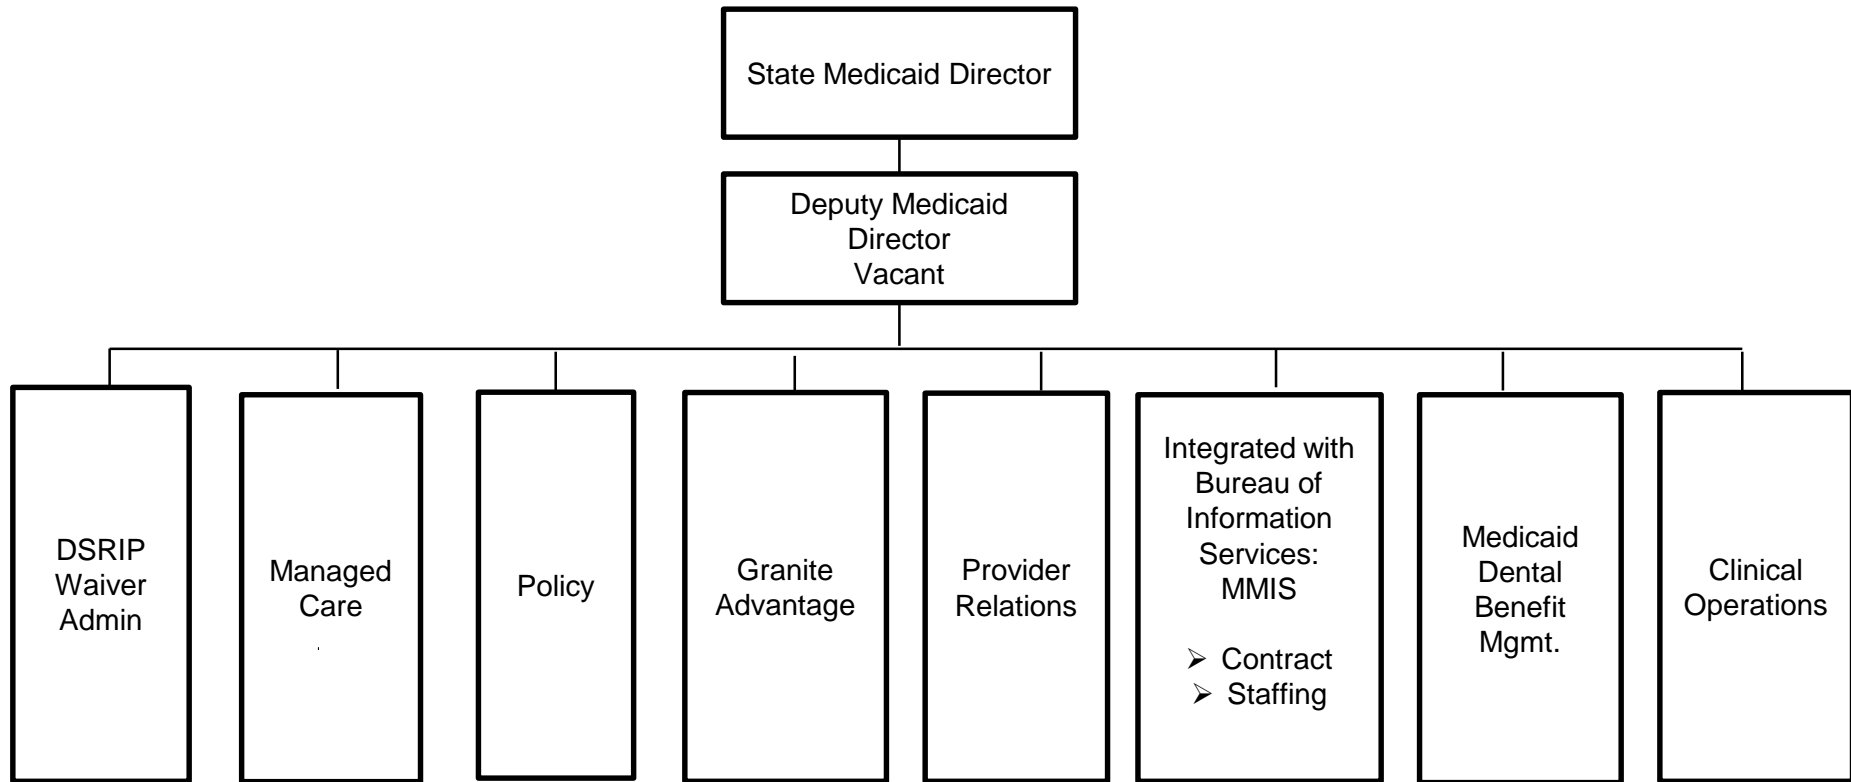 State Medicaid Director
Deputy Medicaid
Director
Vacant
DSRIP
Waiver
Admin
Managed
Care
Policy
Granite
Advantage
Provider
Relations
Integrated with
Bureau of
Information
Services:
MMIS
➢ Contract
➢ Staffing
Medicaid
Dental
Benefit
Mgmt.
Clinical
Operations